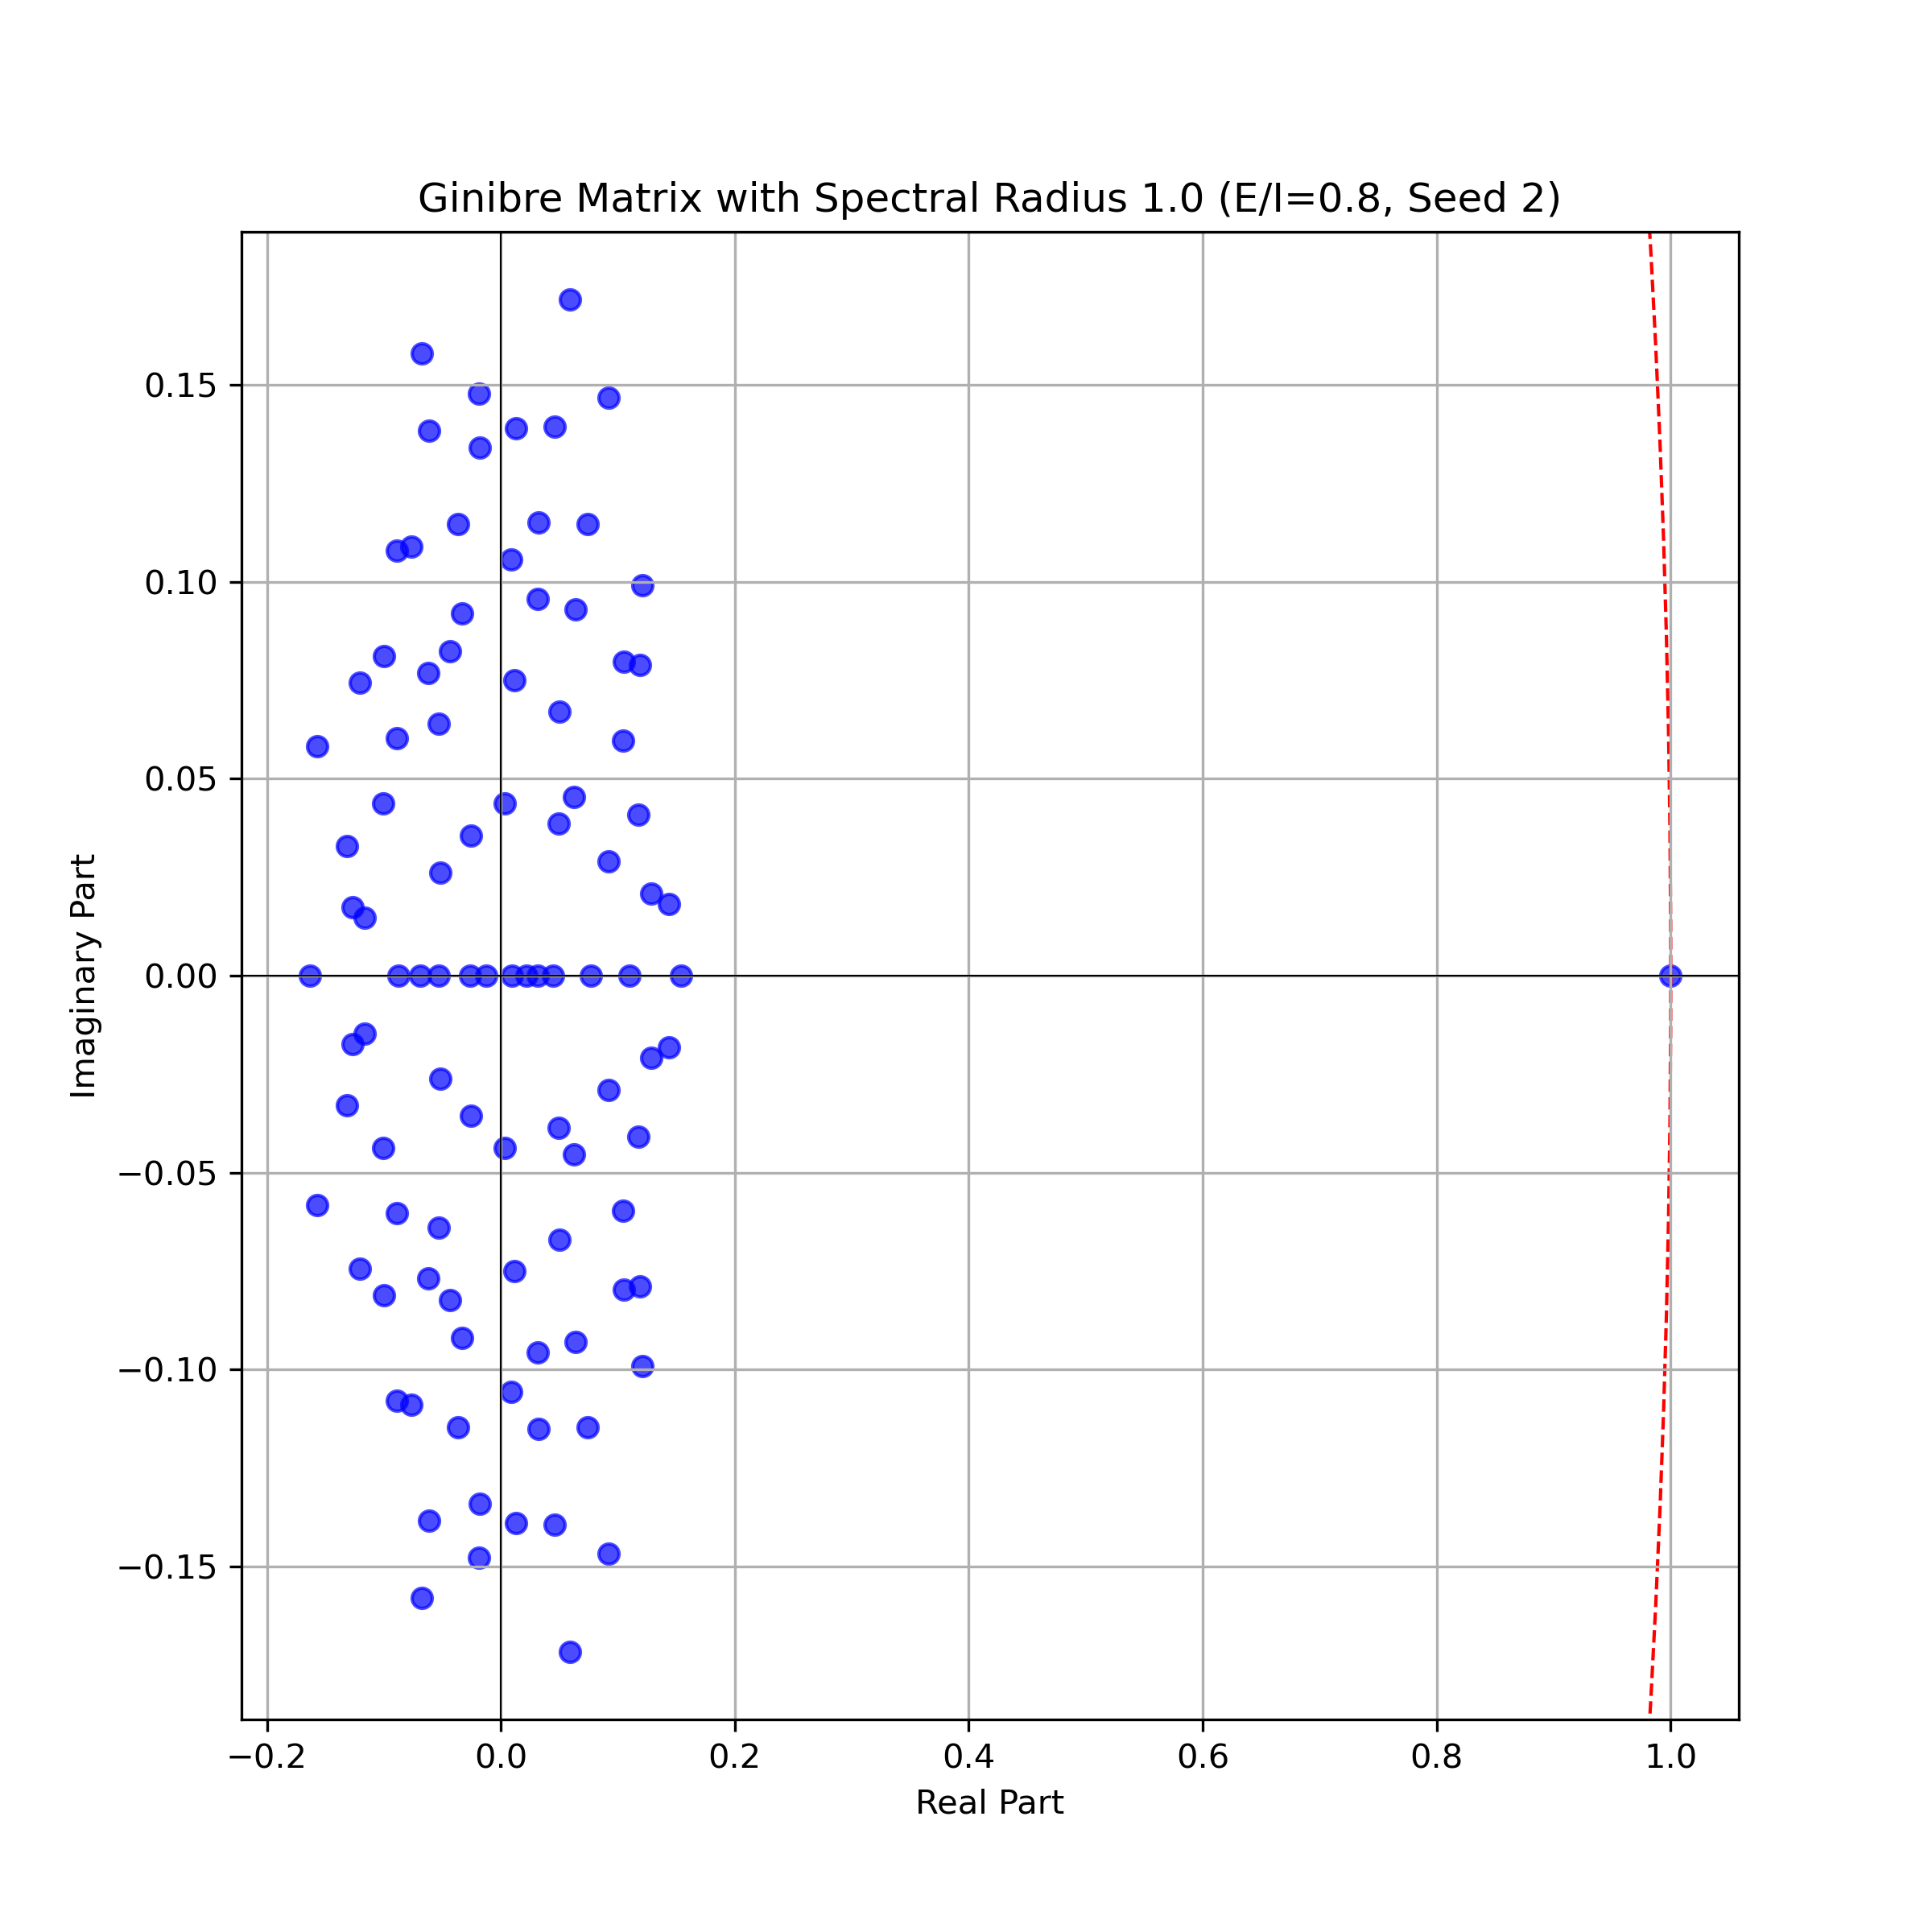 Ginibre Matrix with Spectral Radius 1.0 (E/I=0.8, Seed 2)
0.15
0.10
0.05
0.00
−0.05
−0.10
−0.15
Imaginary Part
−0.2 0.0 0.2 0.4 0.6 0.8 1.0
Real Part